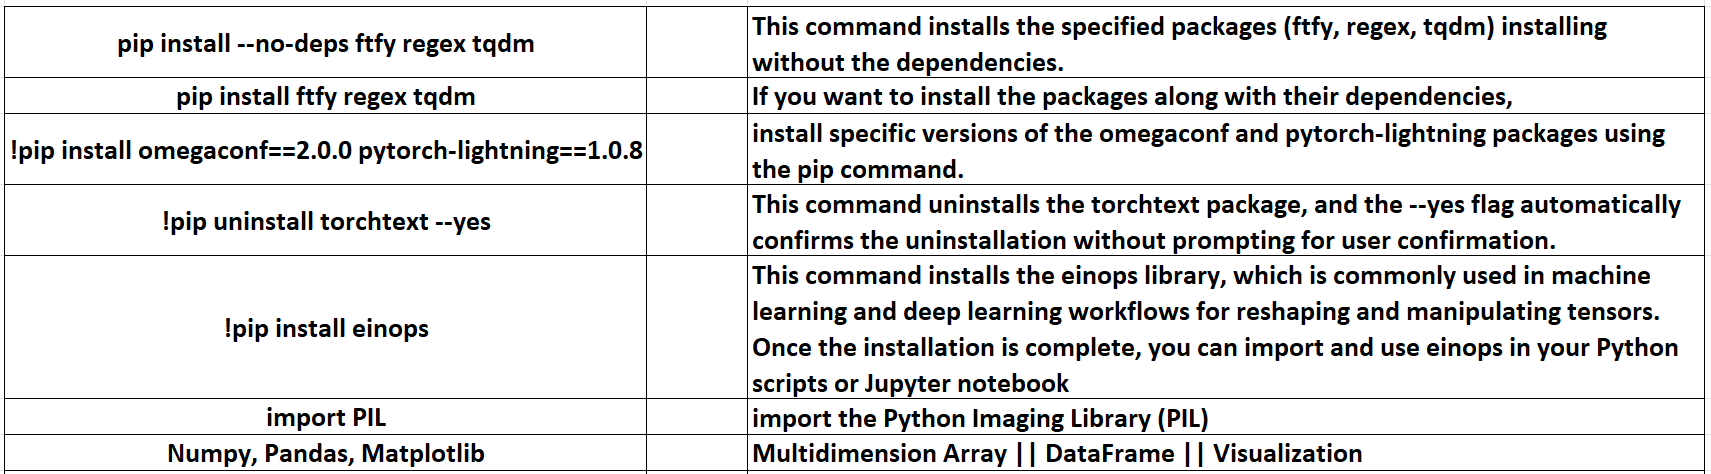 pip install --no-deps ftfy regex tqdm
This command installs the specified packages (ftfy, regex, tqdm) installing
without the dependencies.
pip install ftfy regex tqdm
If you want to install the packages along with their dependencies,
!pip install omegaconf==2.0.0 pytorch-lightning==1.0.8
install specific versions of the omegaconf and pytorch-lightning packages using
the pip command.
!pip uninstall torchtext --yes
This command uninstalls the torchtext package, and the --yes flag automatically
confirms the uninstallation without prompting for user confirmation.
!pip install einops
This command installs the einops library, which is commonly used in machine
learning and deep learning workflows for reshaping and manipulating tensors.
Once the installation is complete, you can import and use einops in your Python
scripts or Jupyter notebook
import PIL
import the Python Imaging Library (PIL)
Numpy, Pandas, Matplotlib
Multidimension Array || DataFrame || Visualization